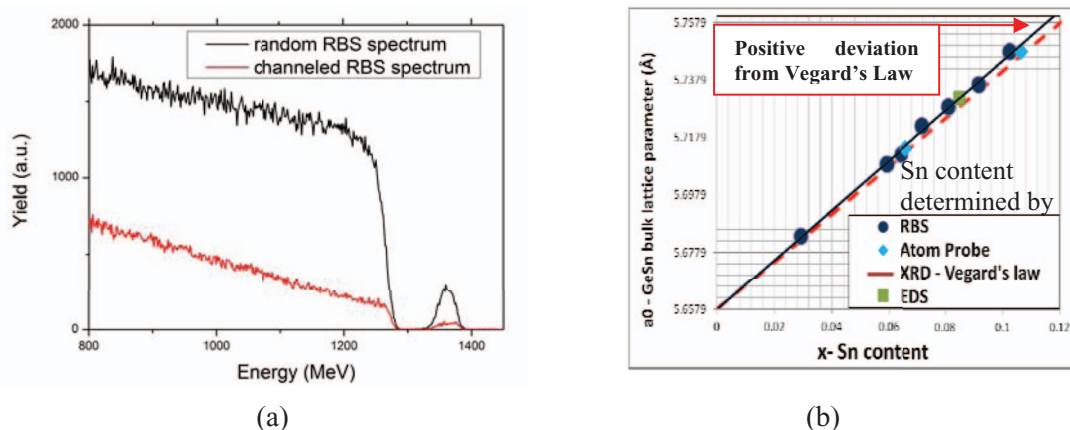 2000
1000
0
800
1000
1200
1400
Yield (a.u.)
Energy (MeV)
random RBS spectrum
channeled RBS spectrum
(a)
a0 - GeSn bulk lattice parameter (Å)
5.7579
5.7379
5.7179
5.6979
5.6779
5.6579
Positive deviation
from Vegard's Law
Sn content
determined by
RBS
Atom Probe
XRD - Vegard's law
EDS
0
0.02
0.04
0.06
0.08
0.1
0.12
x- Sn content
(b)